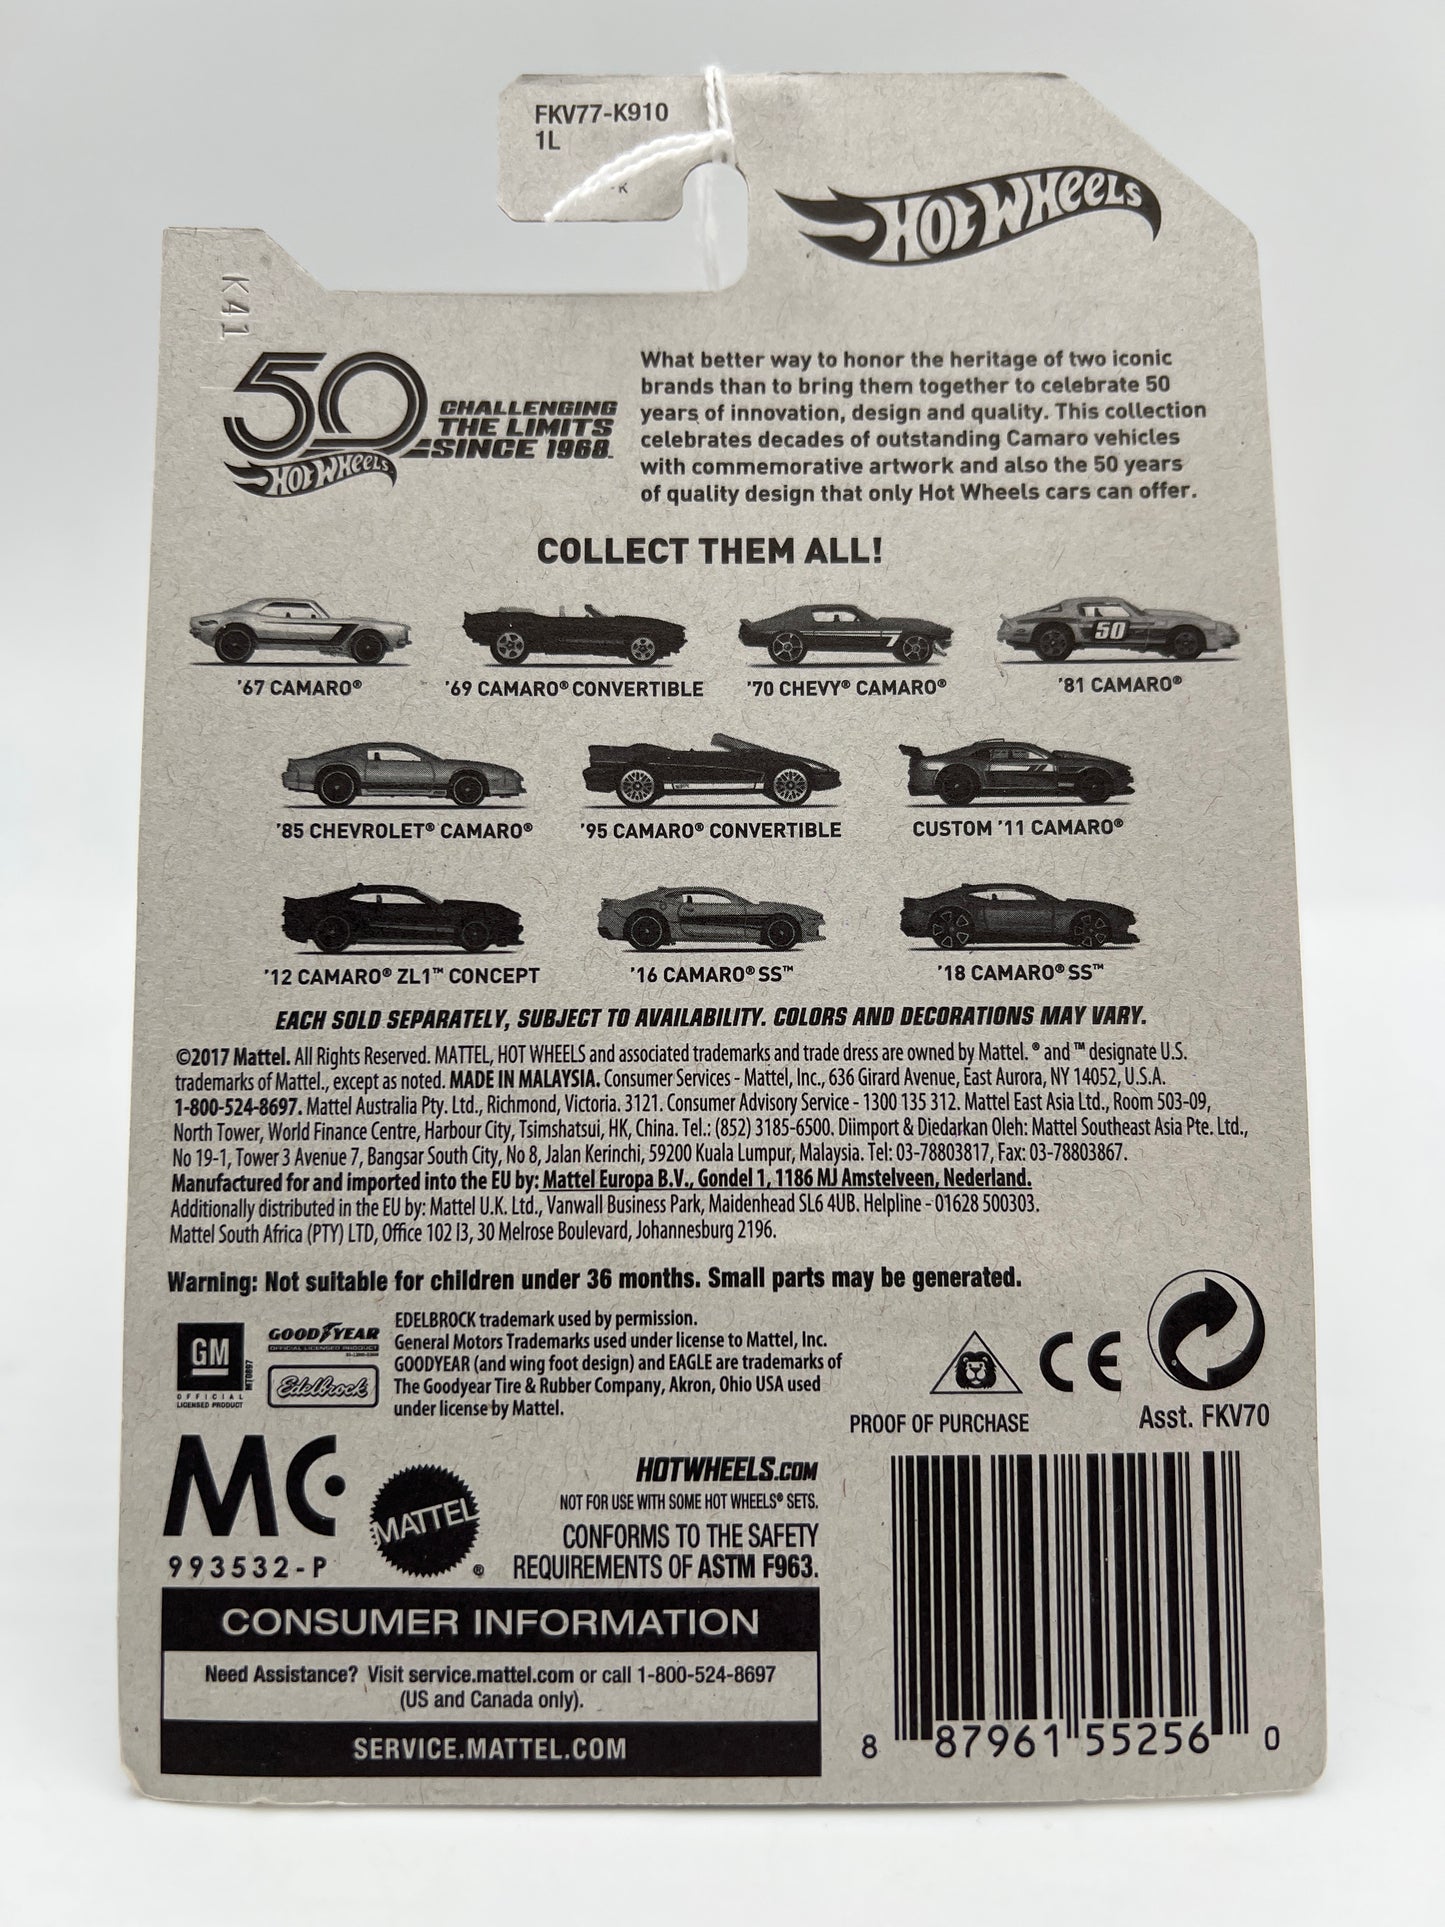 FKV77-K910
1L
-K
HOT WHEELS
K41
50
HOT WHEELS
CHALLENGING
THE LIMITS
SINCE 1968™
What better way to honor the heritage of two iconic
brands than to bring them together to celebrate 50
years of innovation, design and quality. This collection
celebrates decades of outstanding Camaro vehicles
with commemorative artwork and also the 50 years
of quality design that only Hot Wheels cars can offer.
COLLECT THEM ALL!
7
50
'67 CAMARO® '69 CAMARO® CONVERTIBLE '70 CHEVY® CAMARO® '81 CAMARO®
'85 CHEVROLET® CAMARO® '95 CAMARO® CONVERTIBLE CUSTOM '11 CAMARO®
'12 CAMARO® ZL1™ CONCEPT '16 CAMARO® SS™ '18 CAMARO® SS™
EACH SOLD SEPARATELY, SUBJECT TO AVAILABILITY. COLORS AND DECORATIONS MAY VARY.
©2017 Mattel. All Rights Reserved. MATTEL, HOT WHEELS and associated trademarks and trade dress are owned by Mattel. ® and ™ designate U.S.
trademarks of Mattel., except as noted. MADE IN MALAYSIA. Consumer Services - Mattel, Inc., 636 Girard Avenue, East Aurora, NY 14052, U.S.A.
1-800-524-8697. Mattel Australia Pty. Ltd., Richmond, Victoria. 3121. Consumer Advisory Service - 1300 135 312. Mattel East Asia Ltd., Room 503-09,
North Tower, World Finance Centre, Harbour City, Tsimshatsui, HK, China. Tel.: (852) 3185-6500. Diimport & Diedarkan Oleh: Mattel Southeast Asia Pte. Ltd.,
No 19-1, Tower 3 Avenue 7, Bangsar South City, No 8, Jalan Kerinchi, 59200 Kuala Lumpur, Malaysia. Tel: 03-78803817, Fax: 03-78803867.
Manufactured for and imported into the EU by: Mattel Europa B.V., Gondel 1, 1186 MJ Amstelveen, Nederland.
Additionally distributed in the EU by: Mattel U.K. Ltd., Vanwall Business Park, Maidenhead SL6 4UB. Helpline - 01628 500303.
Mattel South Africa (PTY) LTD, Office 102 I3, 30 Melrose Boulevard, Johannesburg 2196.
Warning: Not suitable for children under 36 months. Small parts may be generated.
GM
OFFICIAL
LICENSED PRODUCT
MT0897
GOODYEAR
OFFICIAL LICENSED PRODUCT
Edelbrock
EDELBROCK trademark used by permission.
General Motors Trademarks used under license to Mattel, Inc.
GOODYEAR (and wing foot design) and EAGLE are trademarks of
The Goodyear Tire & Rubber Company, Akron, Ohio USA used
under license by Mattel.
PROOF OF PURCHASE
CE
Asst. FKV70
MC
993532-P
MATTEL
®
HOTWHEELS.COM
NOT FOR USE WITH SOME HOT WHEELS® SETS.
CONFORMS TO THE SAFETY
REQUIREMENTS OF ASTM F963.
CONSUMER INFORMATION
Need Assistance? Visit service.mattel.com or call 1-800-524-8697
(US and Canada only).
SERVICE.MATTEL.COM
8 87961 55256 0